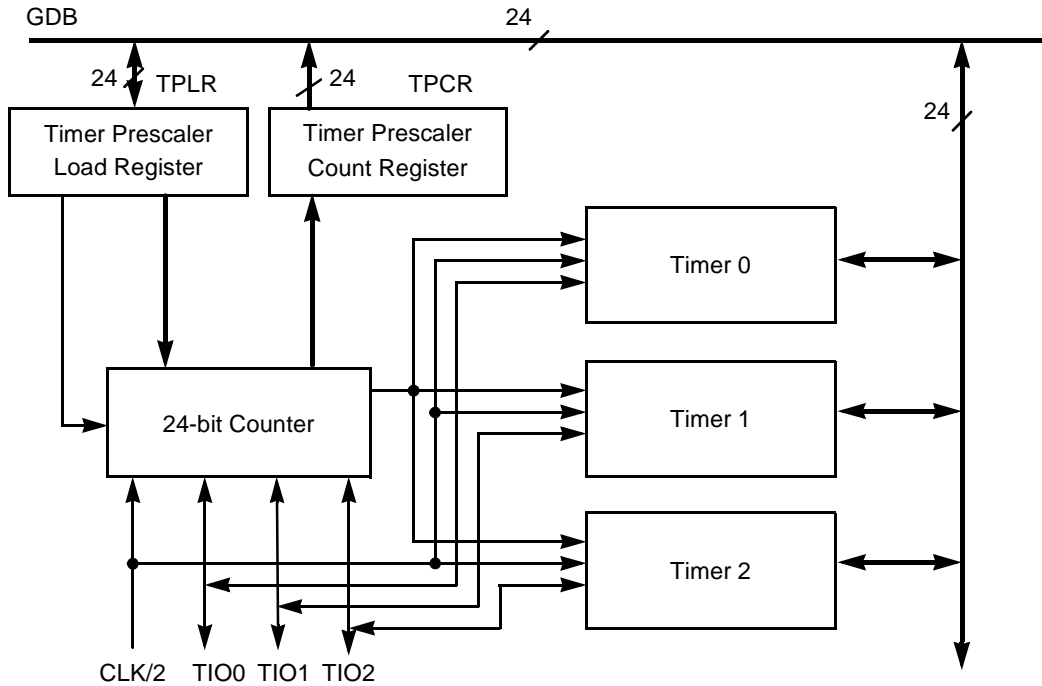 GDB
24
24
TPLR
24
TPCR
24
Timer Prescaler
Load Register
Timer Prescaler
Count Register
Timer 0
24-bit Counter
Timer 1
Timer 2
CLK/2
TIO0
TIO1
TIO2